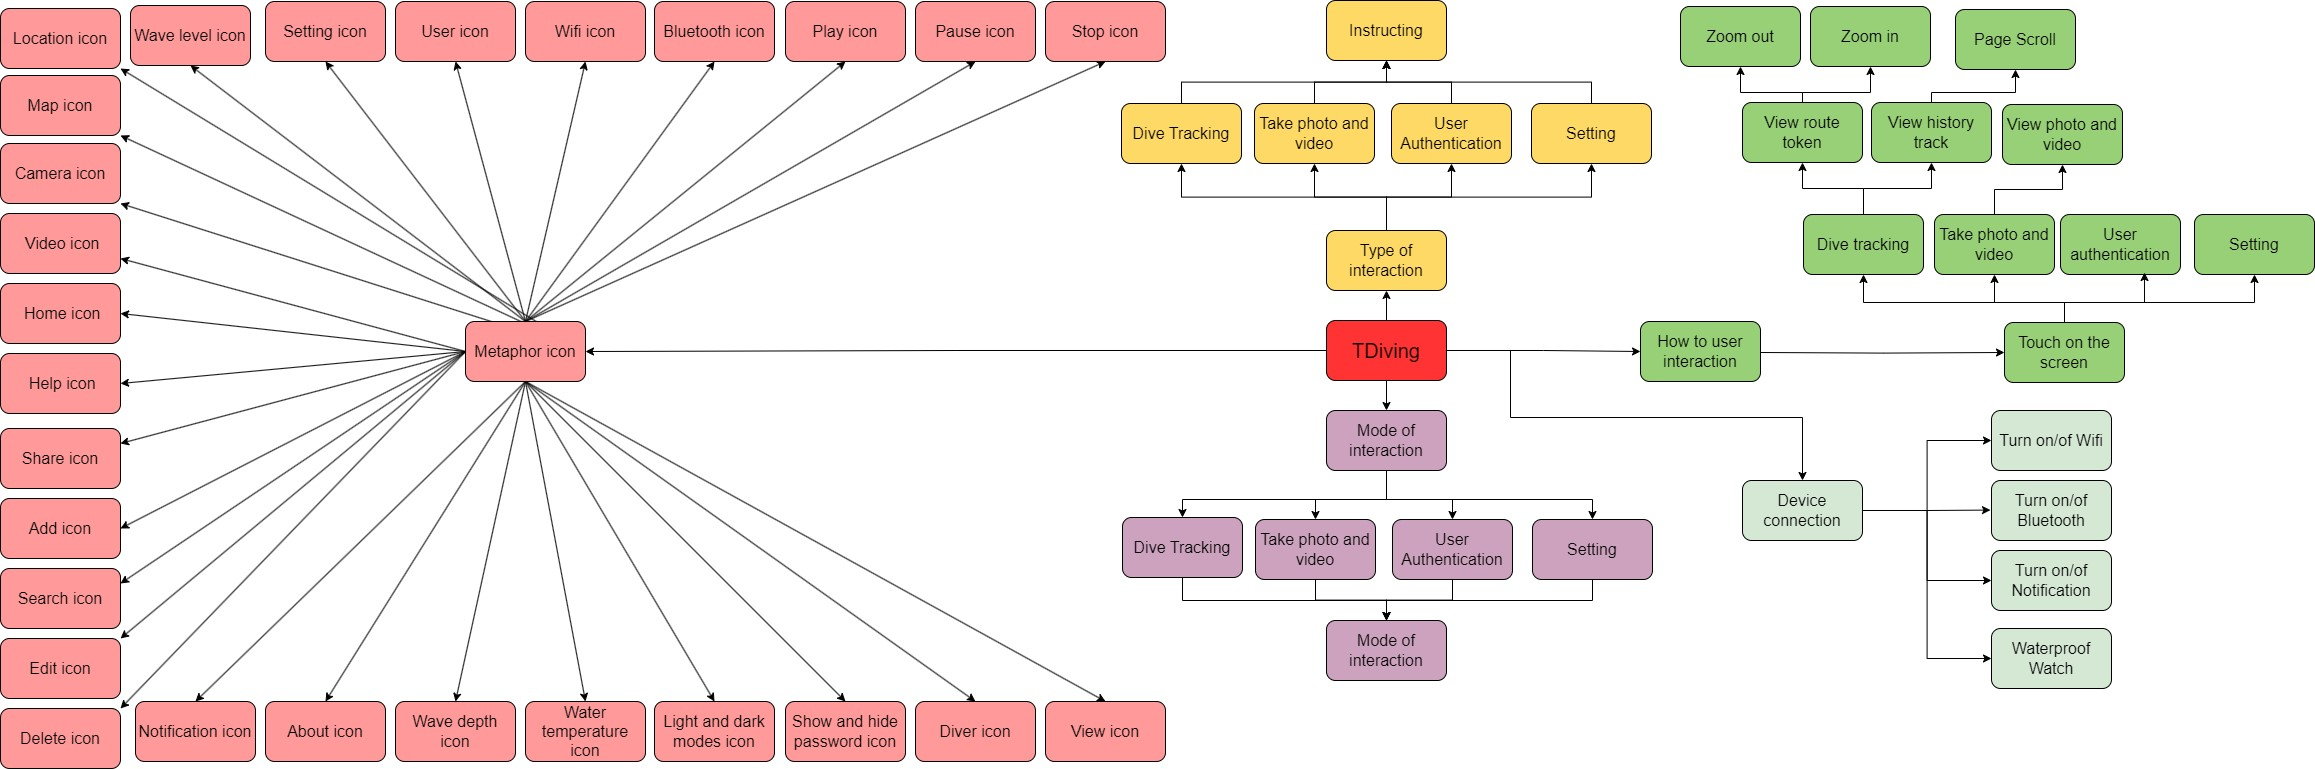 Location icon
Wave level icon
Setting icon
User icon
Wifi icon
Bluetooth icon
Play icon
Pause icon
Stop icon
Map icon
Camera icon
Video icon
Home icon
Help icon
Share icon
Add icon
Search icon
Edit icon
Delete icon
Metaphor icon
Notification icon
About icon
Wave depth
icon
Water
temperature
icon
Light and dark
modes icon
Show and hide
password icon
Diver icon
View icon
Instructing
Dive Tracking
Take photo and
video
User
Authentication
Setting
Type of
interaction
TDiving
Mode of
interaction
Dive Tracking
Take photo and
video
User
Authentication
Setting
Mode of
interaction
Zoom out
Zoom in
Page Scroll
View route
token
View history
track
View photo and
video
Dive tracking
Take photo and
video
User
authentication
Setting
How to user
interaction
Touch on the
screen
Device
connection
Turn on/of Wifi
Turn on/of
Bluetooth
Turn on/of
Notification
Waterproof
Watch